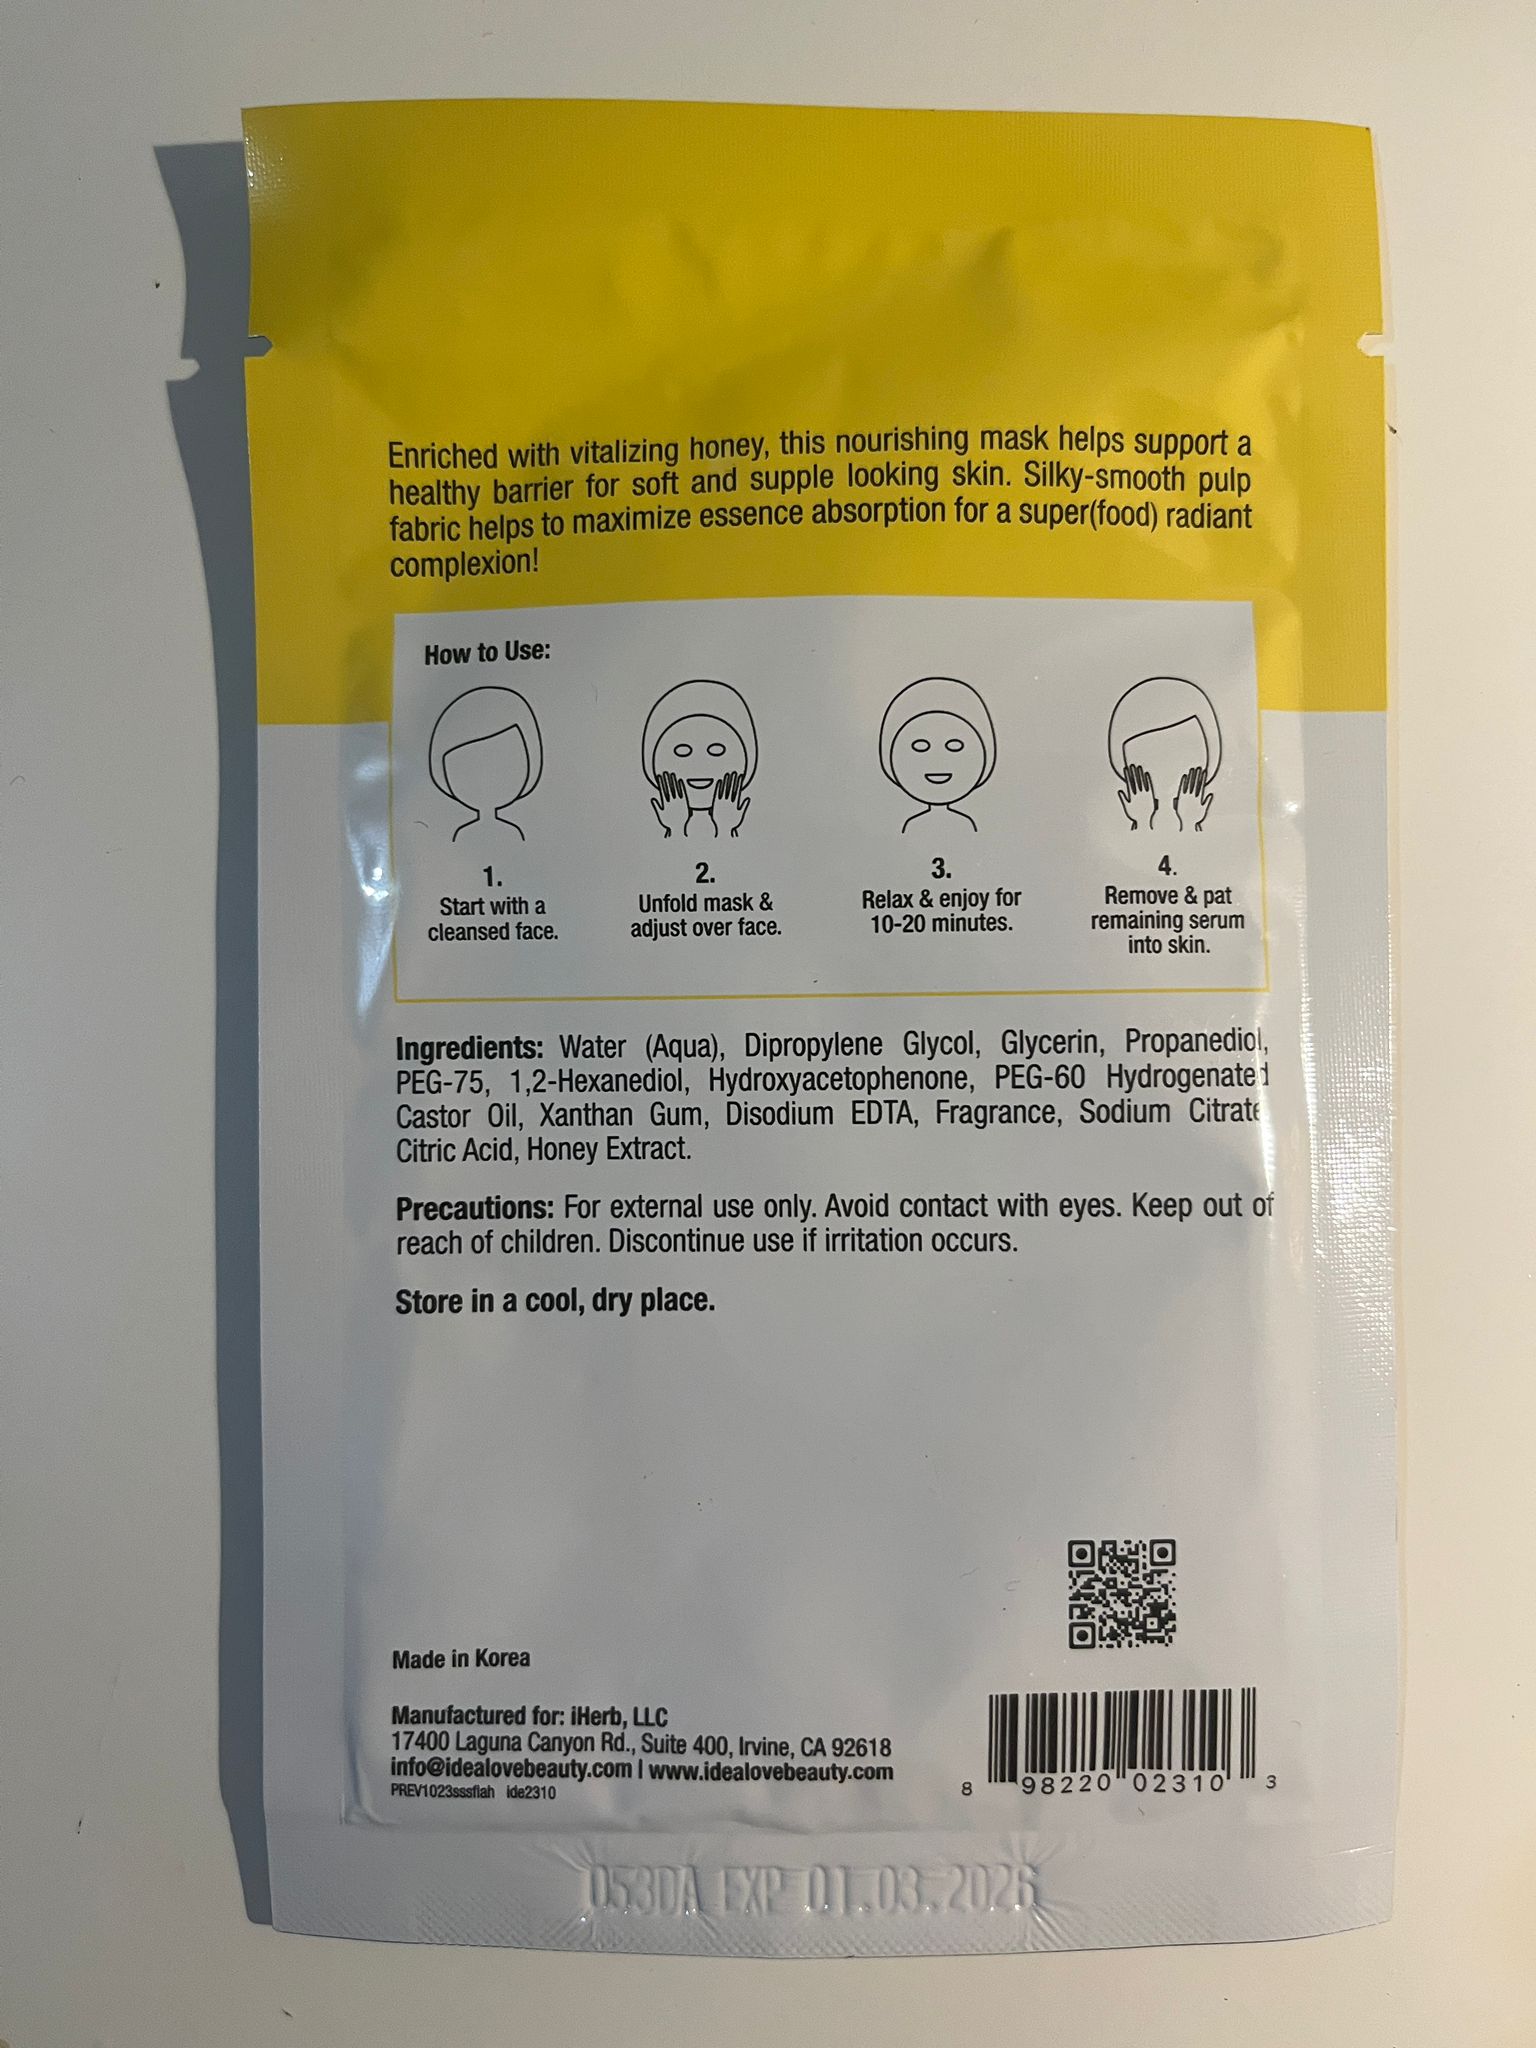 Enriched with vitalizing honey, this nourishing mask helps support a
healthy barrier for soft and supple looking skin. Silky-smooth pulp
fabric helps to maximize essence absorption for a super(food) radiant
complexion!
How to Use:
1.
Start with a
cleansed face.
2.
Unfold mask &
adjust over face.
3.
Relax & enjoy for
10-20 minutes.
4.
Remove & pat
remaining serum
into skin.
Ingredients: Water (Aqua), Dipropylene Glycol, Glycerin, Propanediol,
PEG-75, 1,2-Hexanediol, Hydroxyacetophenone, PEG-60 Hydrogenated
Castor Oil, Xanthan Gum, Disodium EDTA, Fragrance, Sodium Citrate
Citric Acid, Honey Extract.
Precautions: For external use only. Avoid contact with eyes. Keep out of
reach of children. Discontinue use if irritation occurs.
Store in a cool, dry place.
Made in Korea
Manufactured for: iHerb, LLC
17400 Laguna Canyon Rd., Suite 400, Irvine, CA 92618
info@idealovebeauty.com | www.idealovebeauty.com
PREV1023sssflah ide2310
8 98220 02310 3
053DA EXP 01.03.2026